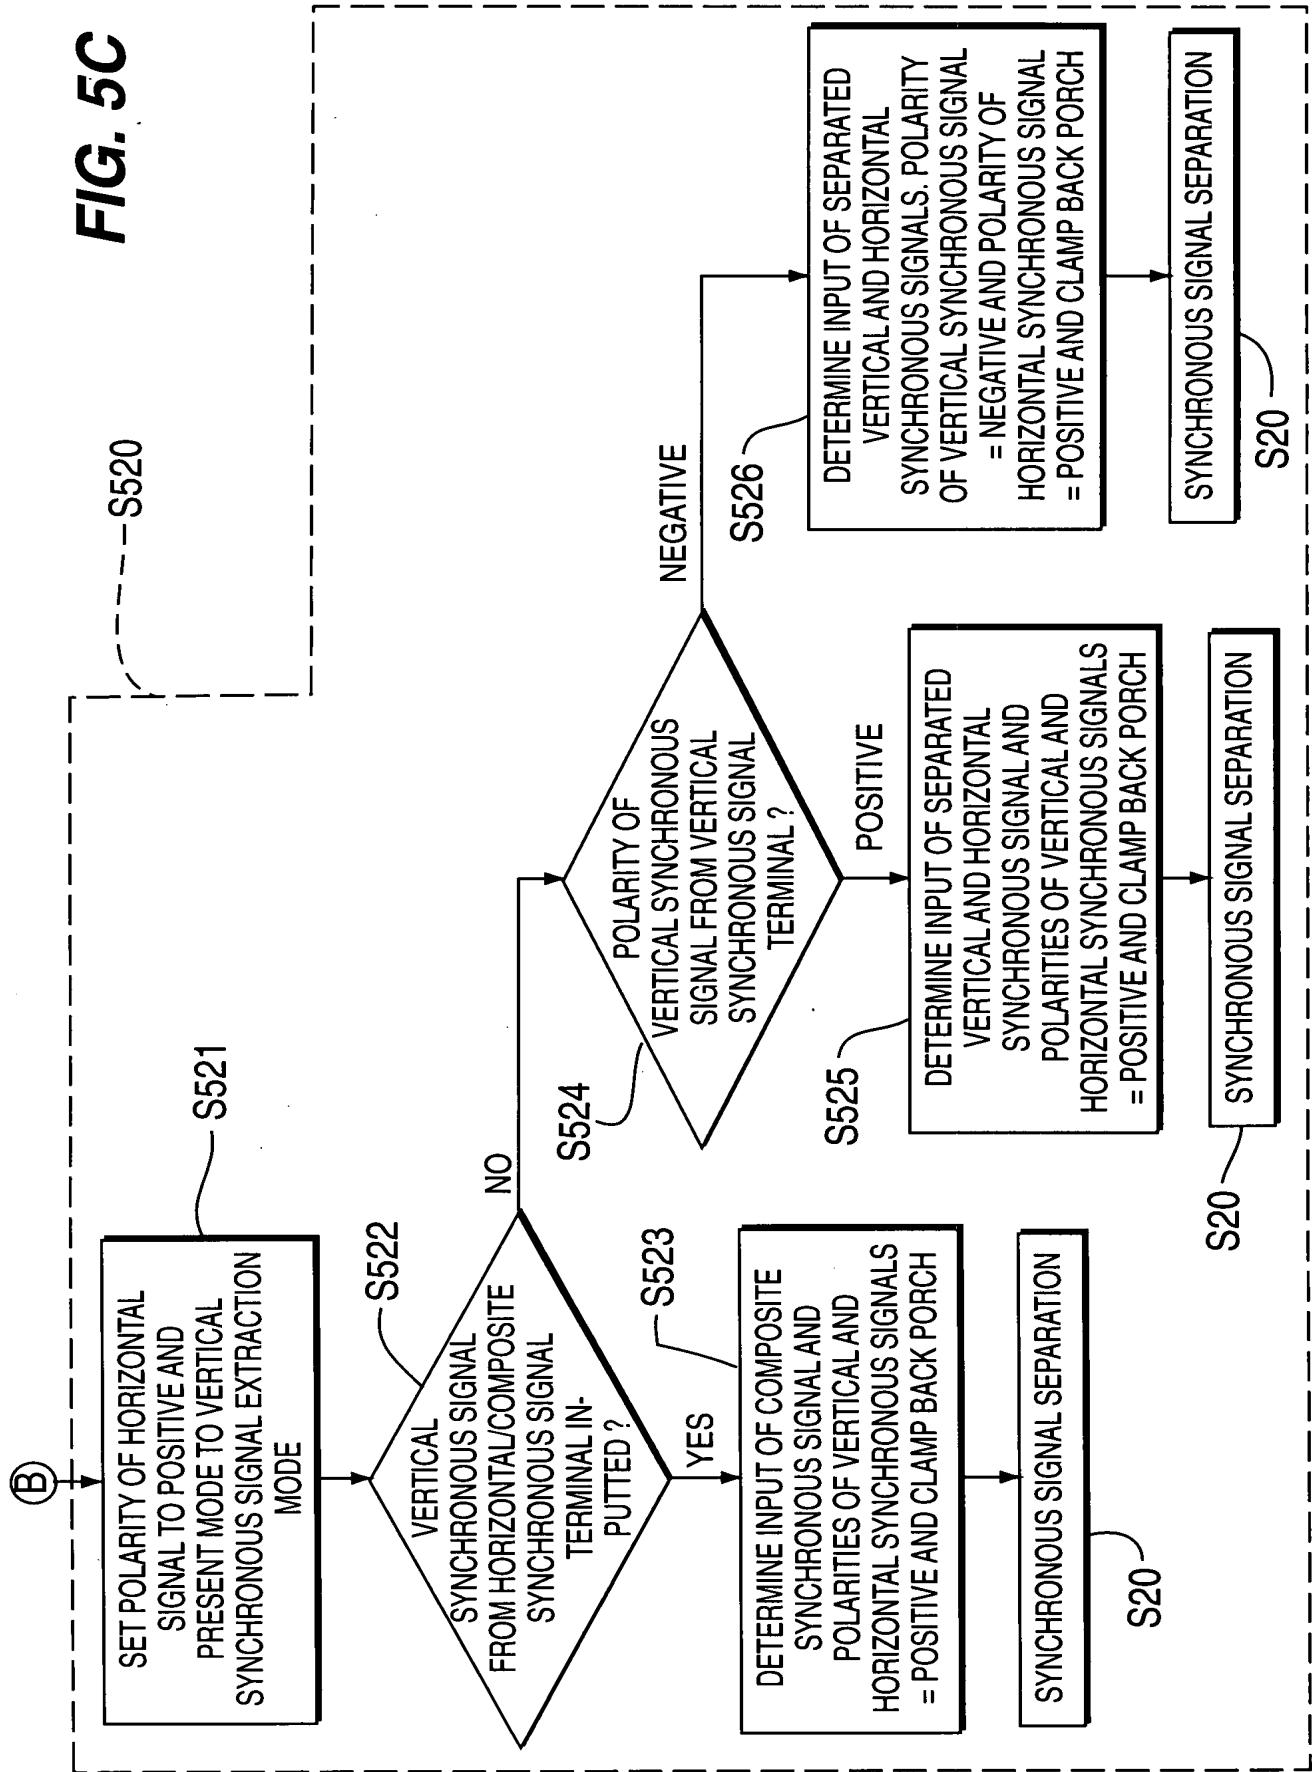 FIG. 5C
B
S520
SET POLARITY OF HORIZONTAL
SIGNAL TO POSITIVE AND
PRESENT MODE TO VERTICAL
SYNCHRONOUS SIGNAL EXTRACTION
MODE
S521
VERTICAL
SYNCHRONOUS SIGNAL
FROM HORIZONTAL/COMPOSITE
SYNCHRONOUS SIGNAL
TERMINAL IN-
PUTTED ?
S522
NO
YES
DETERMINE INPUT OF COMPOSITE
SYNCHRONOUS SIGNAL AND
POLARITIES OF VERTICAL AND
HORIZONTAL SYNCHRONOUS SIGNALS
= POSITIVE AND CLAMP BACK PORCH
S523
SYNCHRONOUS SIGNAL SEPARATION
S20
POLARITY OF
VERTICAL SYNCHRONOUS
SIGNAL FROM VERTICAL
SYNCHRONOUS SIGNAL
TERMINAL ?
S524
NEGATIVE
POSITIVE
DETERMINE INPUT OF SEPARATED
VERTICAL AND HORIZONTAL
SYNCHRONOUS SIGNAL AND
POLARITIES OF VERTICAL AND
HORIZONTAL SYNCHRONOUS SIGNALS
= POSITIVE AND CLAMP BACK PORCH
S525
SYNCHRONOUS SIGNAL SEPARATION
S20
DETERMINE INPUT OF SEPARATED
VERTICAL AND HORIZONTAL
SYNCHRONOUS SIGNALS. POLARITY
OF VERTICAL SYNCHRONOUS SIGNAL
= NEGATIVE AND POLARITY OF
HORIZONTAL SYNCHRONOUS SIGNAL
= POSITIVE AND CLAMP BACK PORCH
S526
SYNCHRONOUS SIGNAL SEPARATION
S20